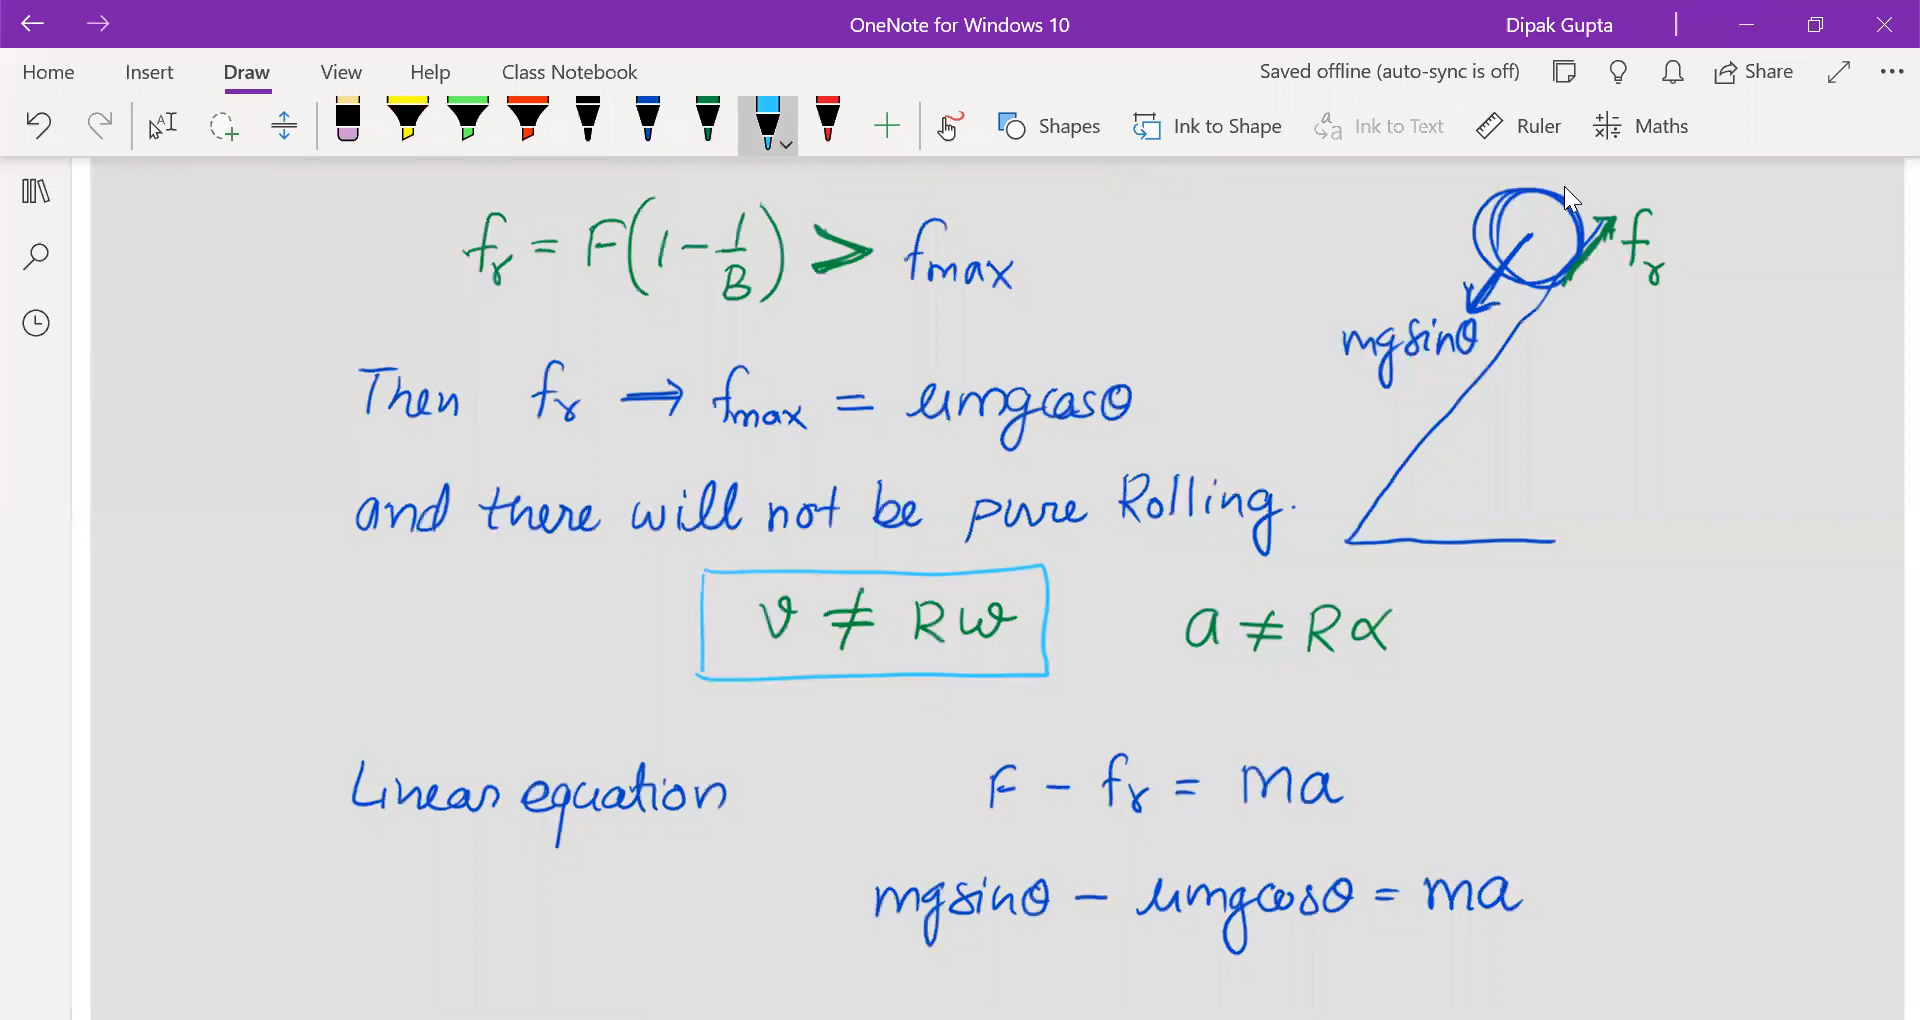 OneNote for Windows 10
Dipak Gupta
Home Insert Draw View Help Class Notebook
Saved offline (auto-sync is off) Share
Shapes Ink to Shape Ink to Text Ruler Maths
fr = F(1 - 1/B) > fmax
fr
mgsinθ
Then fr → fmax = μmgcosθ
and there will not be pure Rolling.
v ≠ Rω a ≠ Rα
Linear equation F - fr = ma
mgsinθ - μmgcosθ = ma